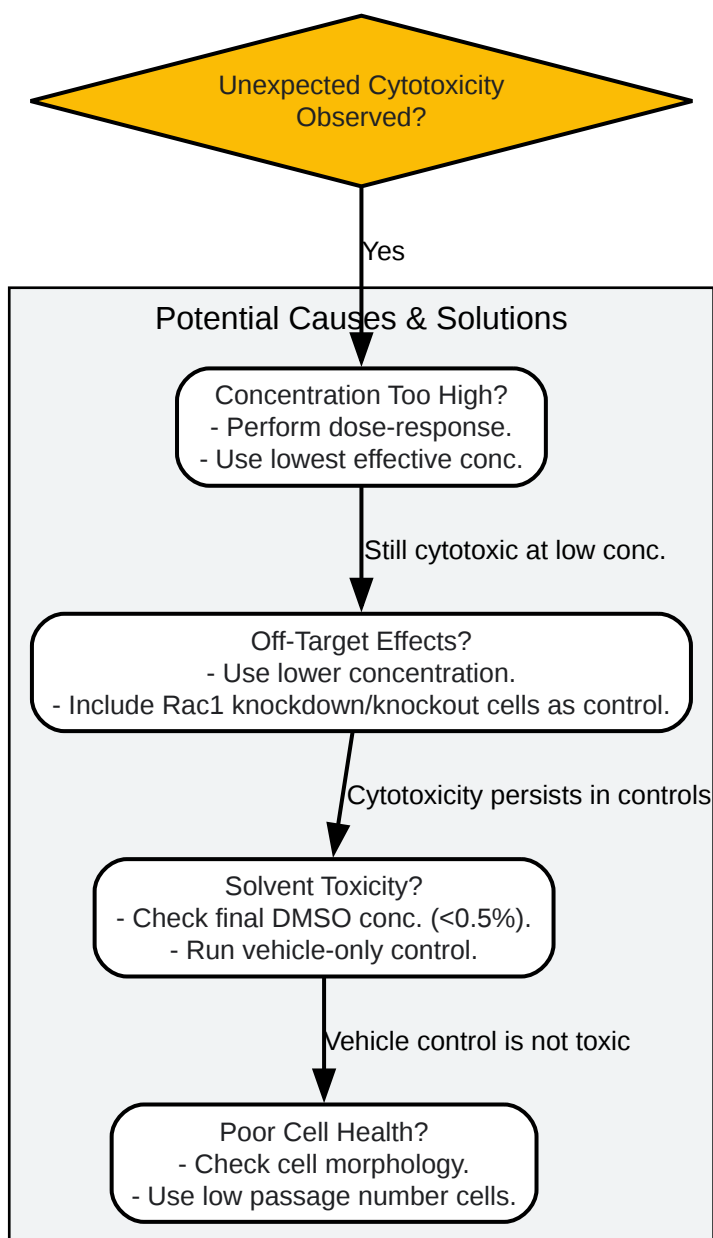 Unexpected Cytotoxicity
Observed?
Yes
Potential Causes & Solutions
Concentration Too High?
- Perform dose-response.
- Use lowest effective conc.
Still cytotoxic at low conc.
Off-Target Effects?
- Use lower concentration.
- Include Rac1 knockdown/knockout cells as control.
Cytotoxicity persists in controls
Solvent Toxicity?
- Check final DMSO conc. (<0.5%).
- Run vehicle-only control.
Vehicle control is not toxic
Poor Cell Health?
- Check cell morphology.
- Use low passage number cells.